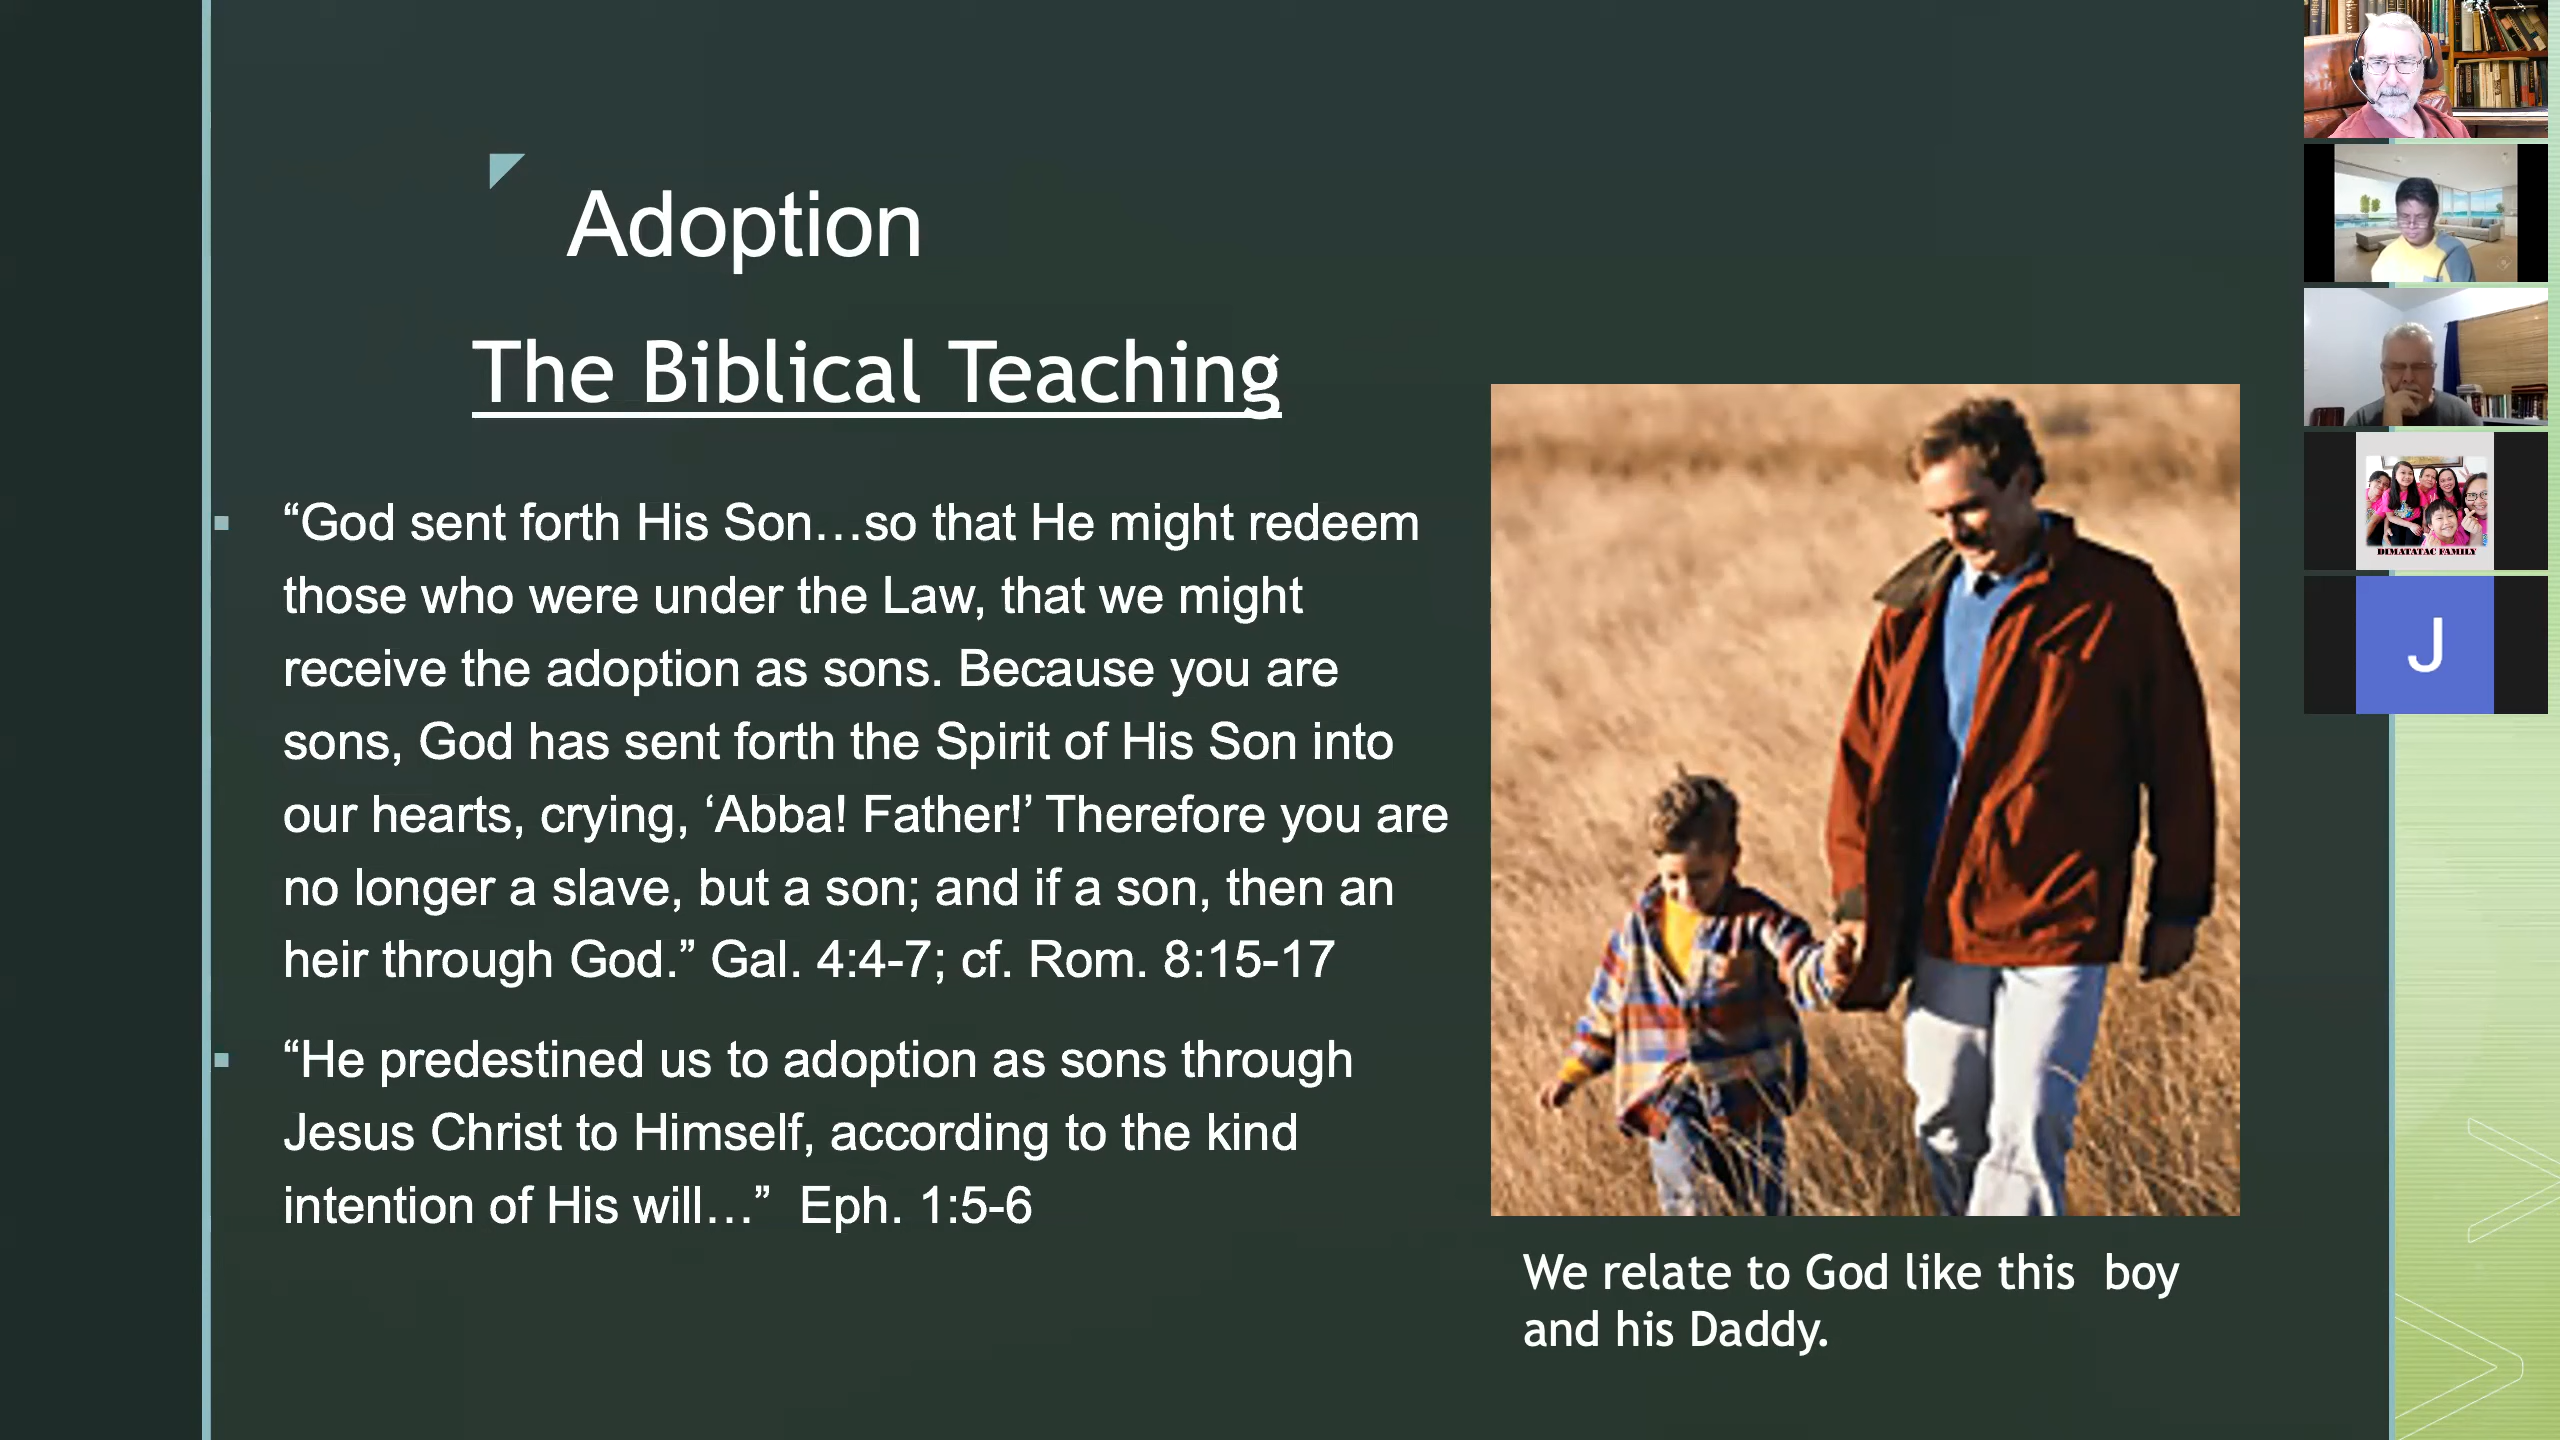 Adoption
The Biblical Teaching
“God sent forth His Son…so that He might redeem
those who were under the Law, that we might
receive the adoption as sons. Because you are
sons, God has sent forth the Spirit of His Son into
our hearts, crying, ‘Abba! Father!’ Therefore you are
no longer a slave, but a son; and if a son, then an
heir through God.” Gal. 4:4-7; cf. Rom. 8:15-17
“He predestined us to adoption as sons through
Jesus Christ to Himself, according to the kind
intention of His will…”  Eph. 1:5-6
We relate to God like this  boy
and his Daddy.
DIMATATAC FAMILY
J